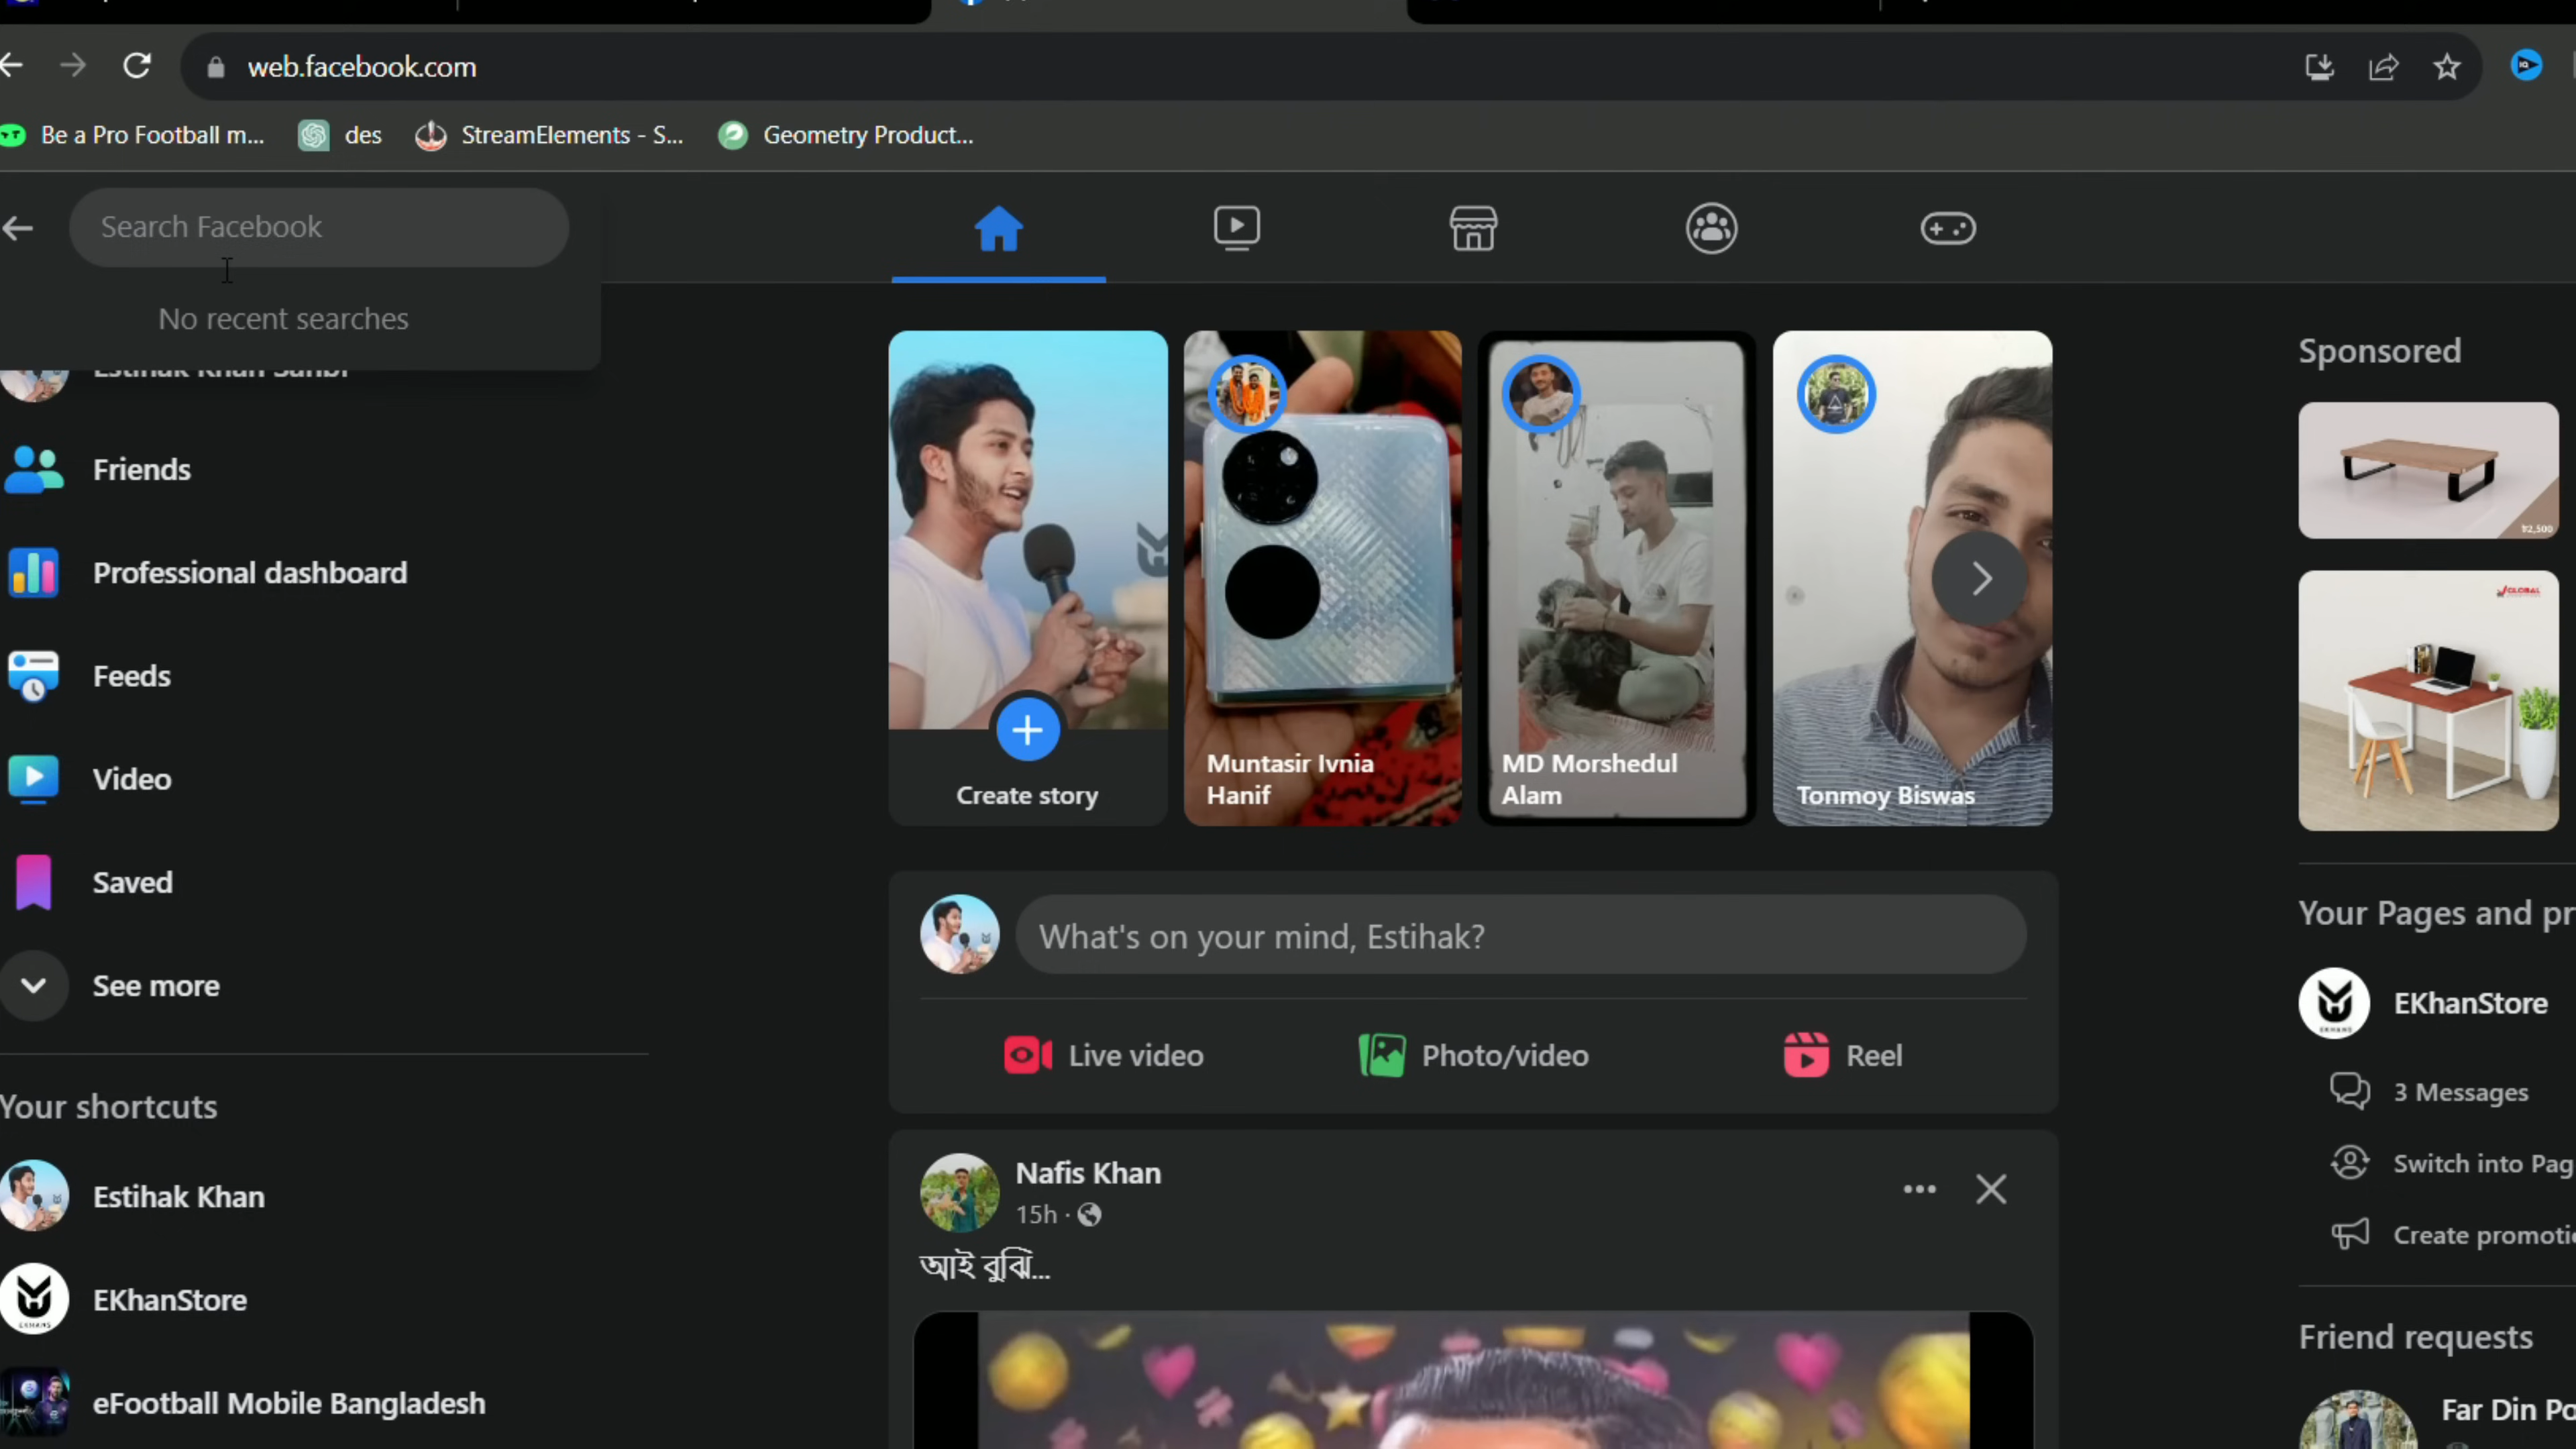 web.facebook.com
Be a Pro Football m...
des
StreamElements - S...
Geometry Product...
Search Facebook
No recent searches
Friends
Professional dashboard
Feeds
Video
Saved
See more
Your shortcuts
Estihak Khan
EKhanStore
eFootball Mobile Bangladesh
Create story
Muntasir Ivnia
Hanif
MD Morshedul
Alam
Tonmoy Biswas
What's on your mind, Estihak?
Live video
Photo/video
Reel
Nafis Khan
15h ·
আই বুঝি...
Sponsored
৳2,500
GLOBAL
Your Pages and pr
EKhanStore
3 Messages
Switch into Pag
Create promoti
Friend requests
Far Din Po